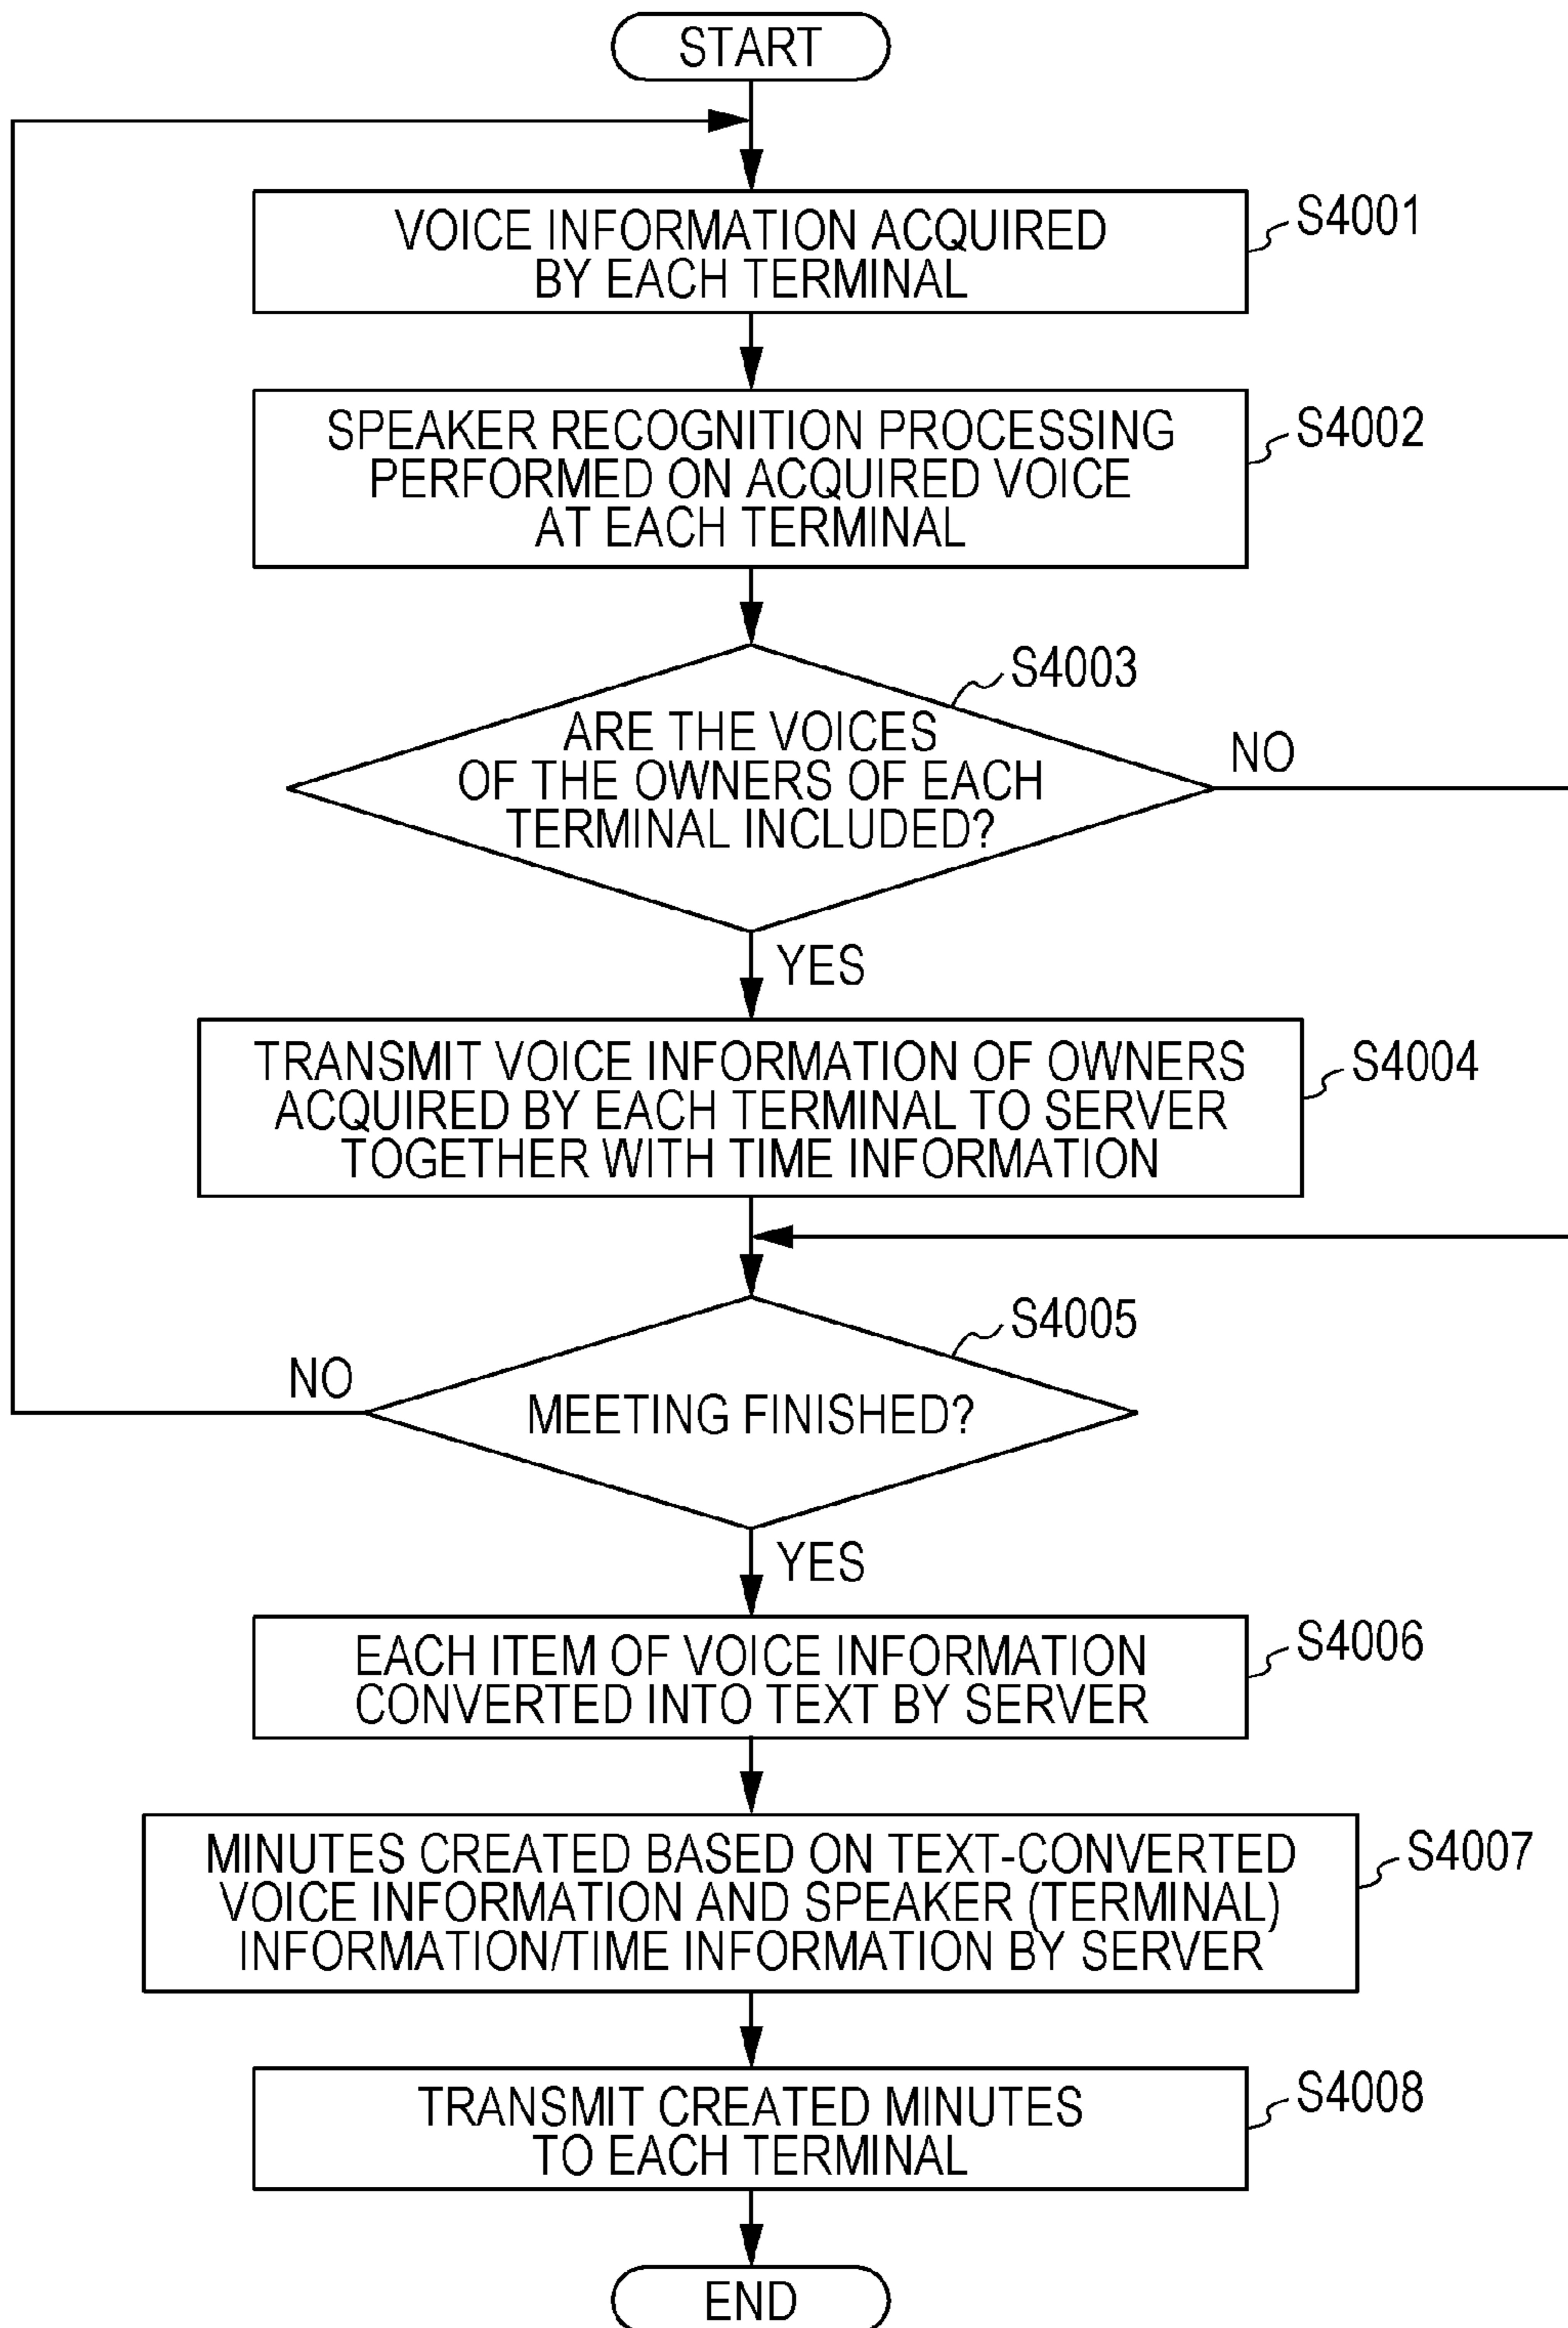 START
VOICE INFORMATION ACQUIRED
BY EACH TERMINAL
S4001
SPEAKER RECOGNITION PROCESSING
PERFORMED ON ACQUIRED VOICE
AT EACH TERMINAL
S4002
S4003
ARE THE VOICES
OF THE OWNERS OF EACH
TERMINAL INCLUDED?
NO
YES
TRANSMIT VOICE INFORMATION OF OWNERS
ACQUIRED BY EACH TERMINAL TO SERVER
TOGETHER WITH TIME INFORMATION
S4004
S4005
NO
MEETING FINISHED?
YES
EACH ITEM OF VOICE INFORMATION
CONVERTED INTO TEXT BY SERVER
S4006
MINUTES CREATED BASED ON TEXT-CONVERTED
VOICE INFORMATION AND SPEAKER (TERMINAL)
INFORMATION/TIME INFORMATION BY SERVER
S4007
TRANSMIT CREATED MINUTES
TO EACH TERMINAL
S4008
END